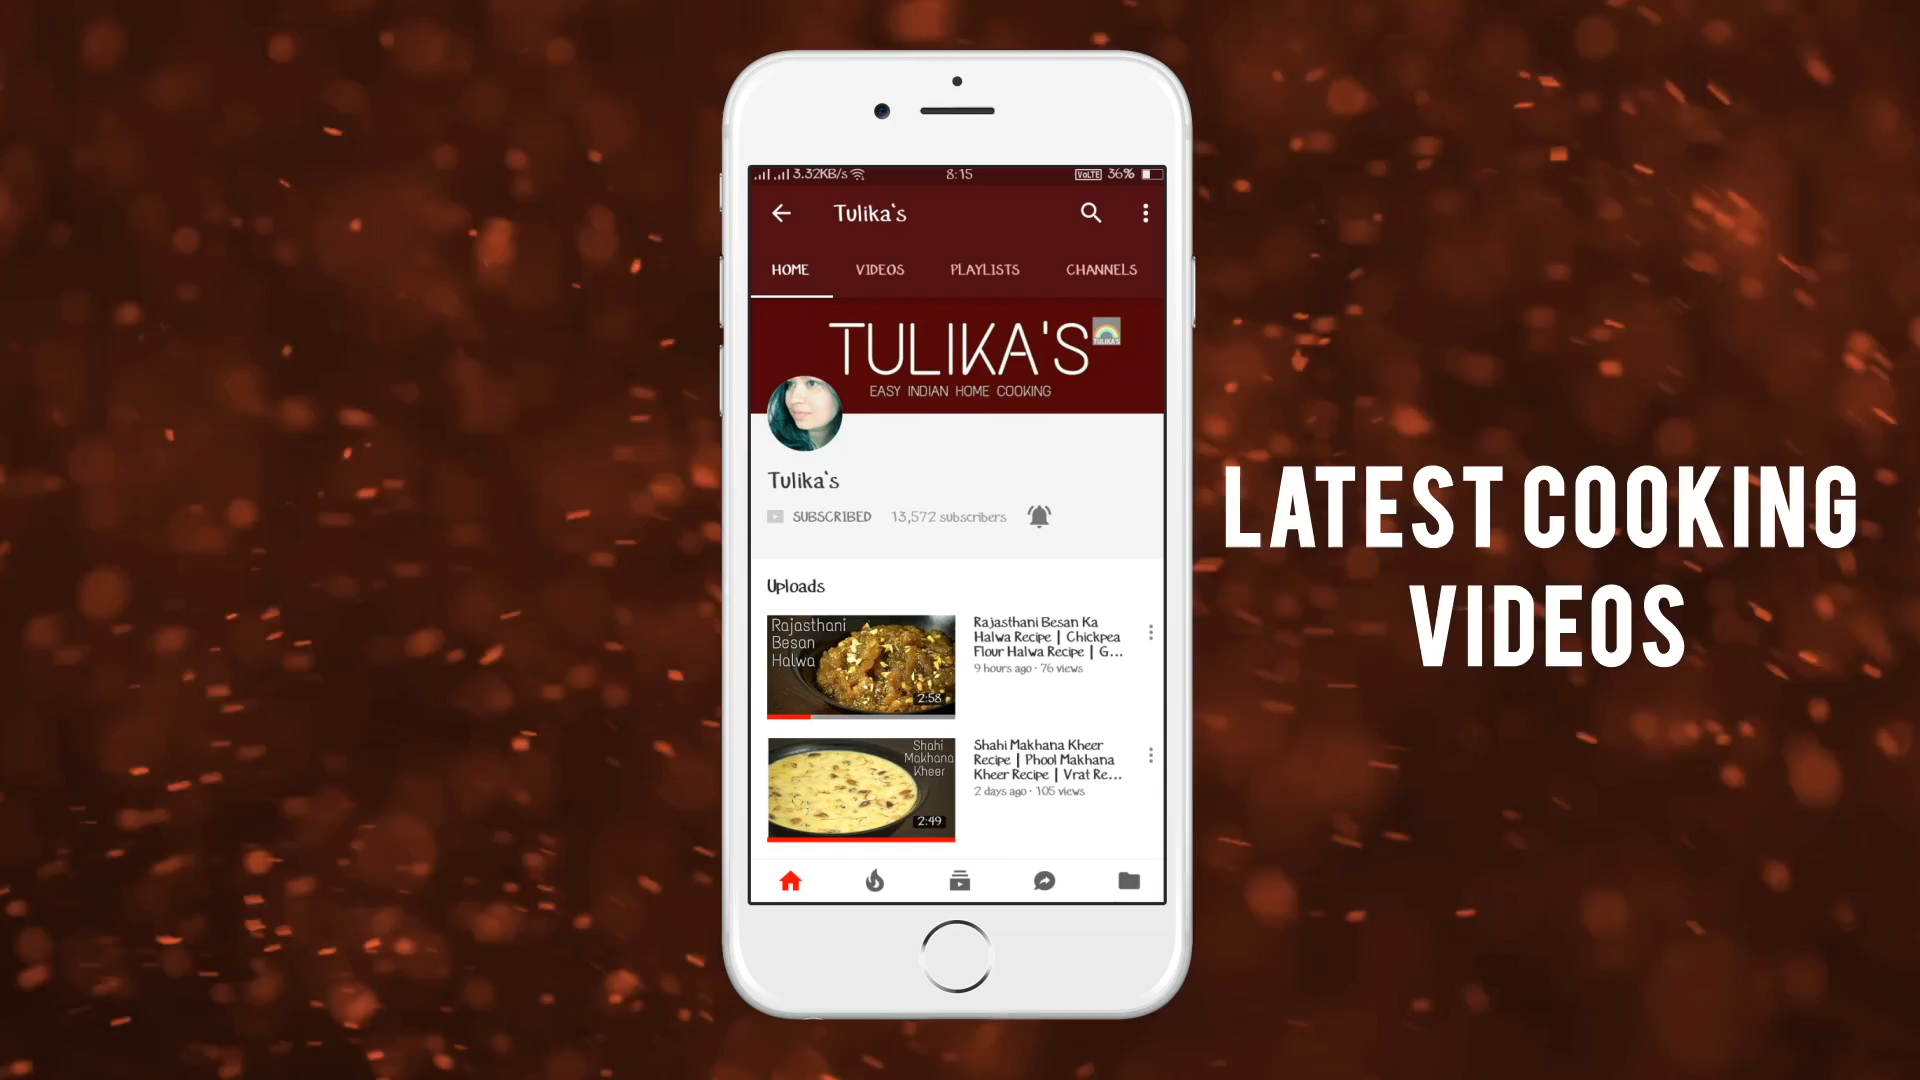 3.32KB/s
8:15
VoLTE 36%
Tulika's
HOME VIDEOS PLAYLISTS CHANNELS
TULIKA'S
TULIKA'S
EASY INDIAN HOME COOKING
Tulika's
SUBSCRIBED 13,572 subscribers
Uploads
Rajasthani
Besan
Halwa
2:58
Rajasthani Besan Ka
Halwa Recipe | Chickpea
Flour Halwa Recipe | G...
9 hours ago · 76 views
Shahi
Makhana
Kheer
2:49
Shahi Makhana Kheer
Recipe | Phool Makhana
Kheer Recipe | Vrat Re...
2 days ago · 105 views
LATEST COOKING
VIDEOS